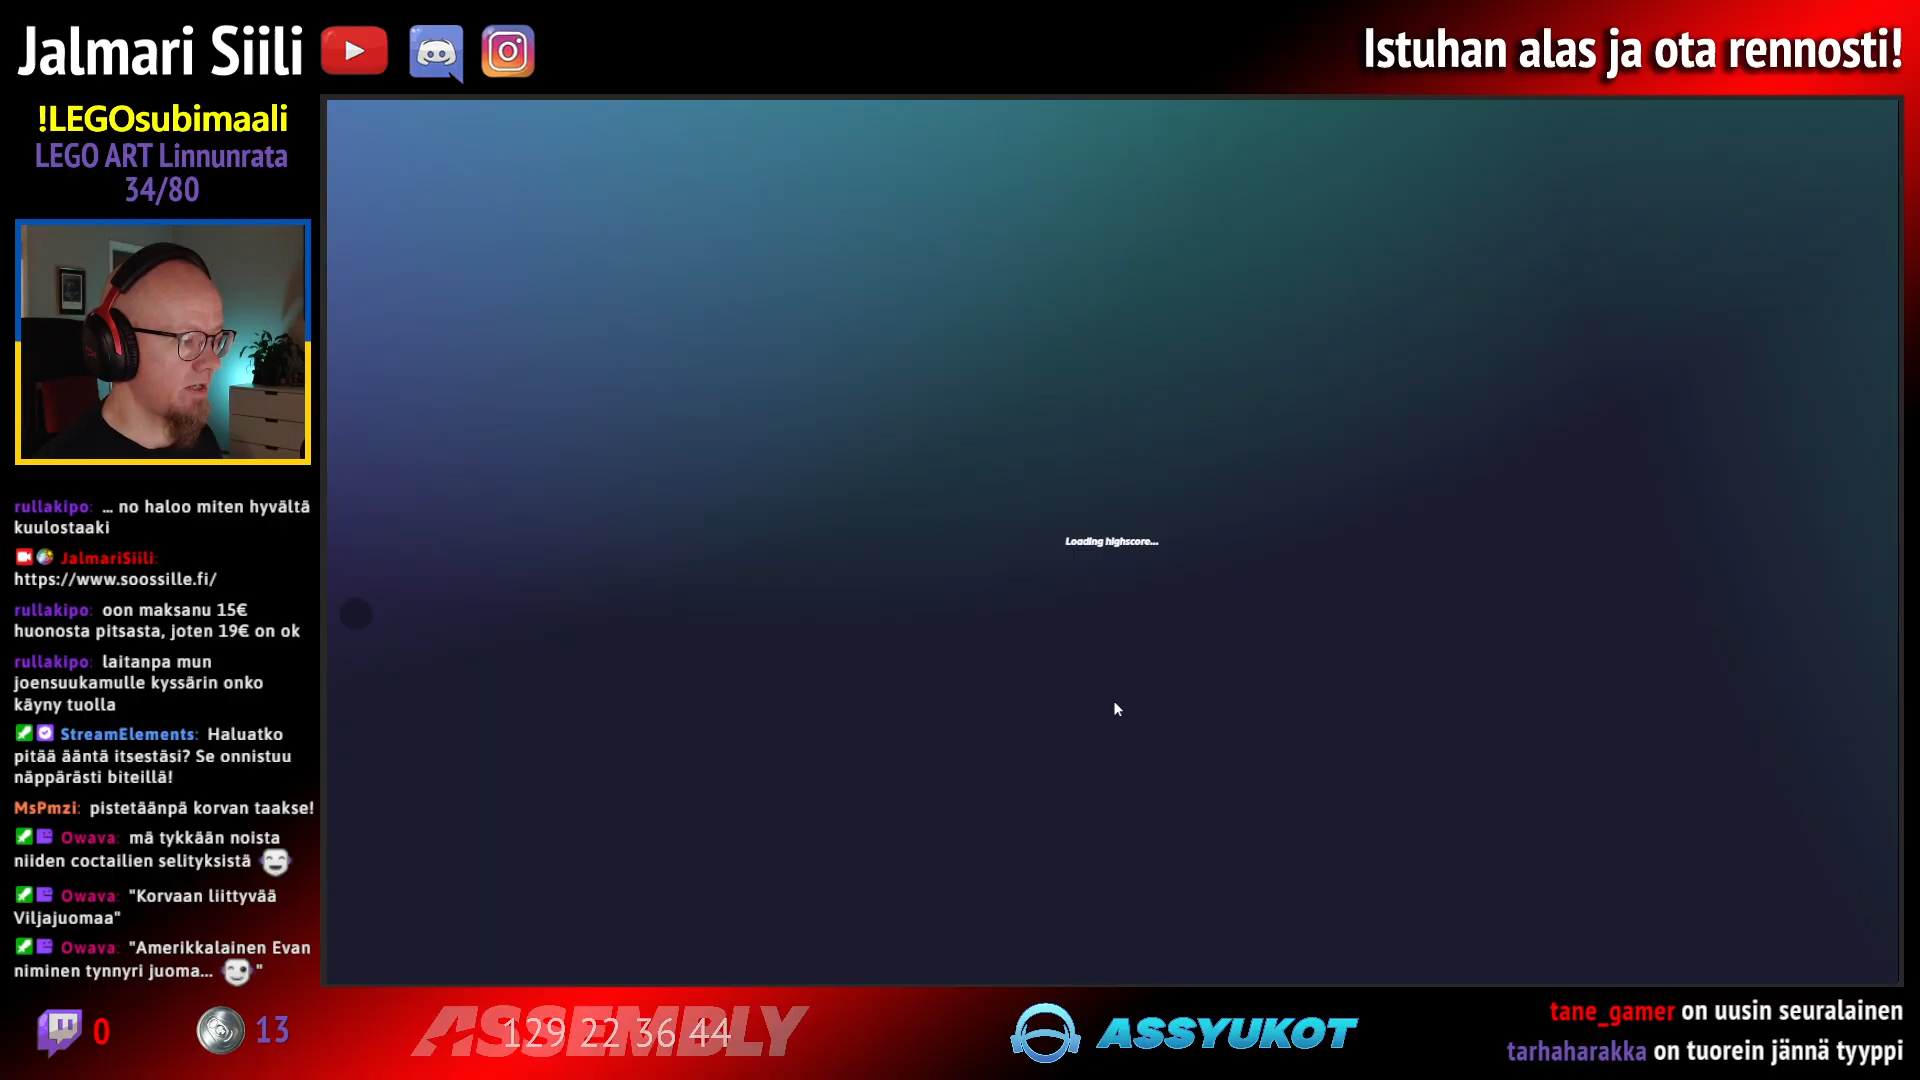 Jalmari Siili
Istuhan alas ja ota rennosti!
!LEGOsubimaali
LEGO ART Linnunrata
34/80
Loading highscore...
rullakipo: ... no haloo miten hyvältä
kuulostaaki
JalmariSiili:
https://www.soossille.fi/
rullakipo: oon maksanu 15€
huonosta pitsasta, joten 19€ on ok
rullakipo: laitanpa mun
joensuukamulle kyssärin onko
käyny tuolla
StreamElements: Haluatko
pitää ääntä itsestäsi? Se onnistuu
näppärästi biteillä!
MsPmzi: pistetäänpä korvan taakse!
Owava: mä tykkään noista
niiden coctailien selityksistä
Owava: "Korvaan liittyvää
Viljajuomaa"
Owava: "Amerikkalainen Evan
niminen tynnyri juoma... "
0
13
ASSEMBLY
129 22 36 44
ASSYUKOT
tane_gamer on uusin seuralainen
tarhaharakka on tuorein jännä tyyppi